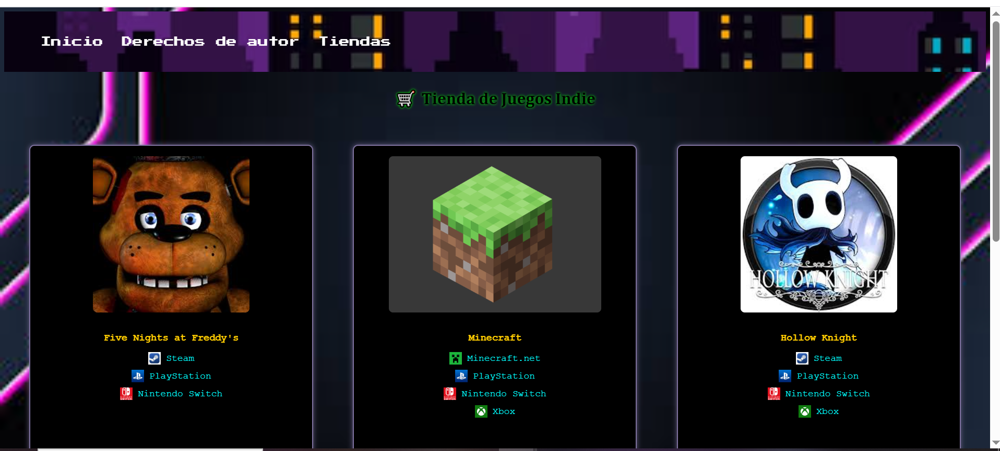 Inicio Derechos de autor Tiendas
🛒 Tienda de Juegos Indie
HOLLOW KNIGHT
Five Nights at Freddy's
Steam
PlayStation
Nintendo Switch
Minecraft
Minecraft.net
PlayStation
Nintendo Switch
Xbox
Hollow Knight
Steam
PlayStation
Nintendo Switch
Xbox